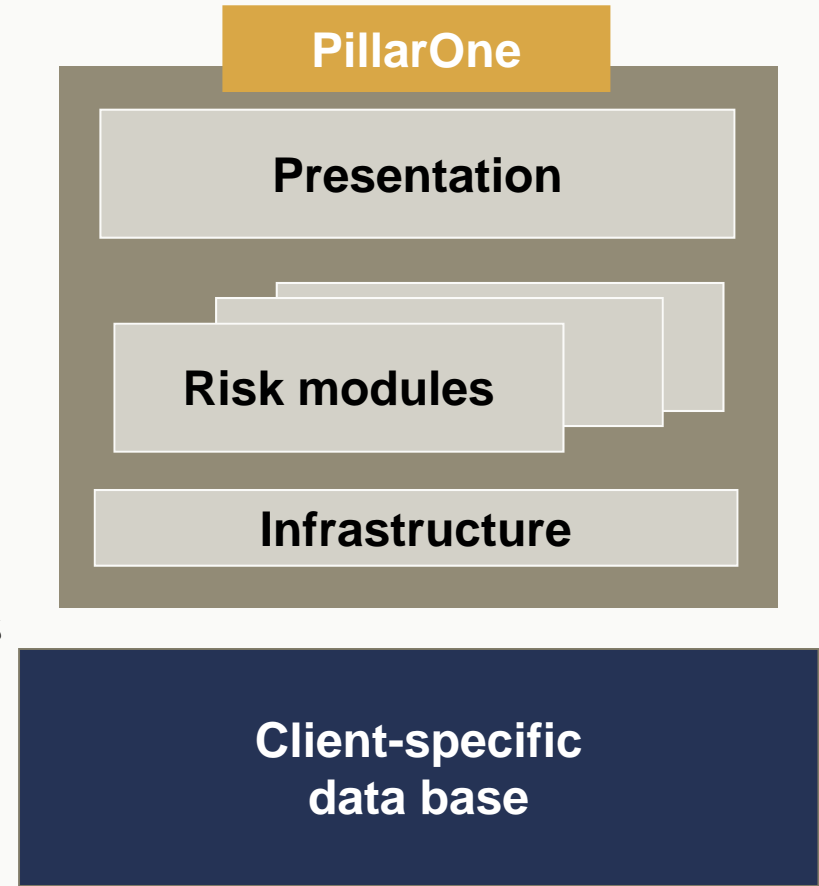 PillarOne
Presentation
Risk modules
Infrastructure
Client-specific
data base